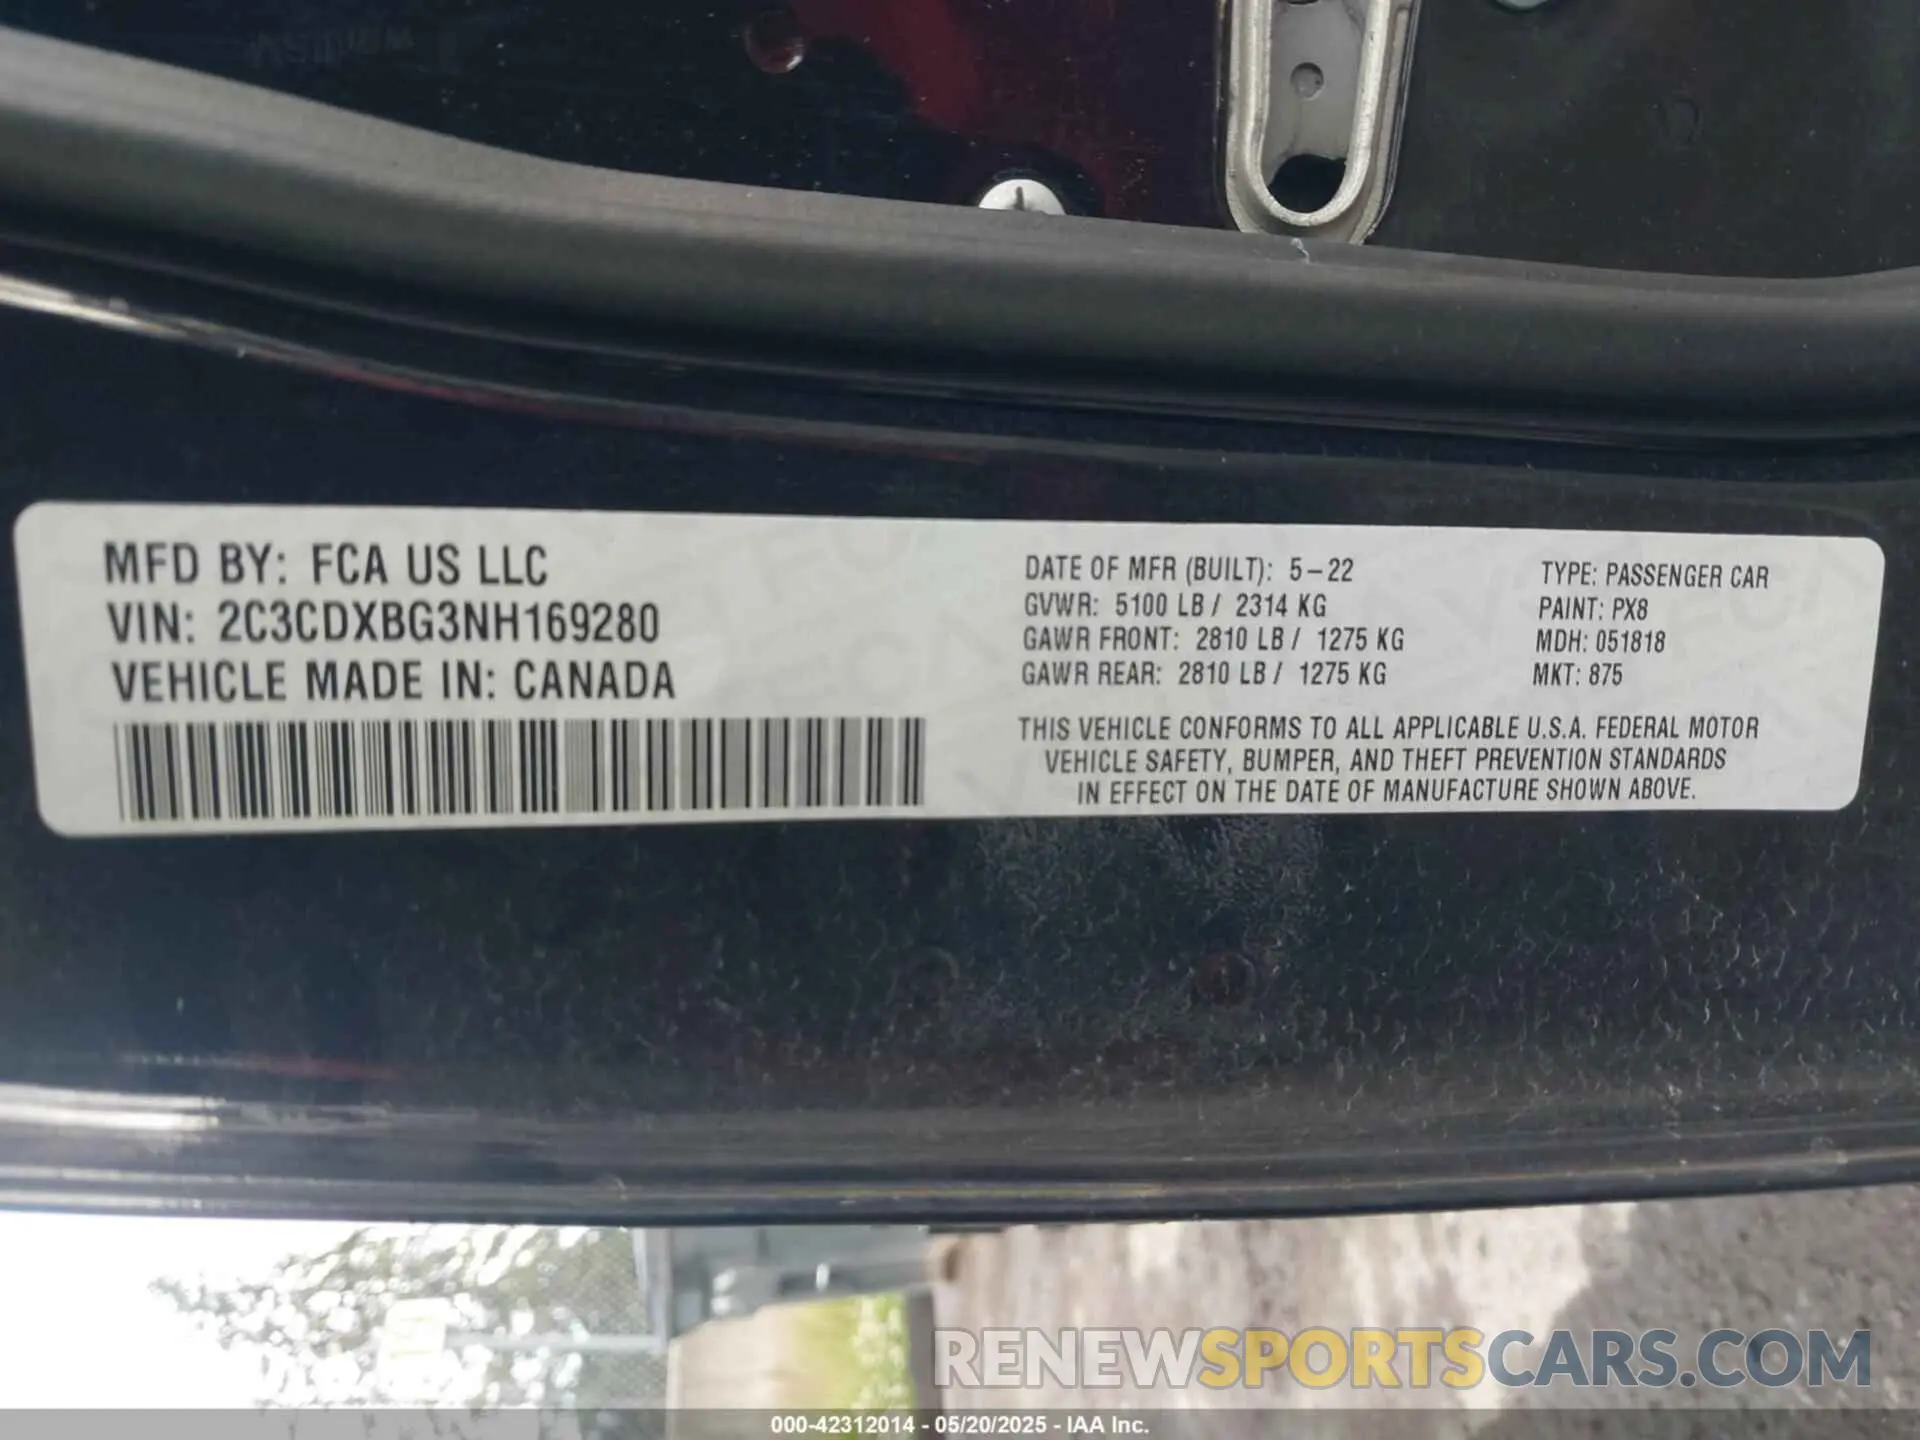 MFD BY: FCA US LLC
VIN: 2C3CDXBG3NH169280
VEHICLE MADE IN: CANADA
DATE OF MFR (BUILT): 5-22
GVWR: 5100 LB / 2314 KG
GAWR FRONT: 2810 LB / 1275 KG
GAWR REAR: 2810 LB / 1275 KG
TYPE: PASSENGER CAR
PAINT: PX8
MDH: 051818
MKT: 875
THIS VEHICLE CONFORMS TO ALL APPLICABLE U.S.A. FEDERAL MOTOR
VEHICLE SAFETY, BUMPER, AND THEFT PREVENTION STANDARDS
IN EFFECT ON THE DATE OF MANUFACTURE SHOWN ABOVE.
RENEWSPORTSCARS.COM
000-42312014 - 05/20/2025 - IAA Inc.